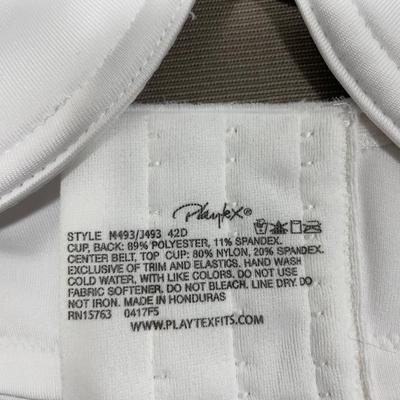 Playtex®
STYLE M493/J493 42D
CUP, BACK: 89% POLYESTER, 11% SPANDEX.
CENTER BELT, TOP CUP: 80% NYLON, 20% SPANDEX.
EXCLUSIVE OF TRIM AND ELASTICS. HAND WASH
COLD WATER, WITH LIKE COLORS. DO NOT USE
FABRIC SOFTENER. DO NOT BLEACH. LINE DRY. DO
NOT IRON. MADE IN HONDURAS
RN15763 0417F5
WWW.PLAYTEXFITS.COM